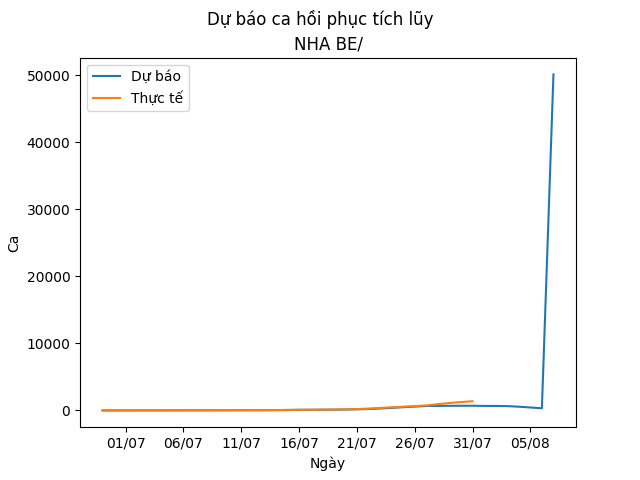 Dự báo ca hồi phục tích lũy
NHA BE/
Dự báo
Thực tế
50000
40000
30000
20000
10000
0
Ca
01/07 06/07 11/07 16/07 21/07 26/07 31/07 05/08
Ngày